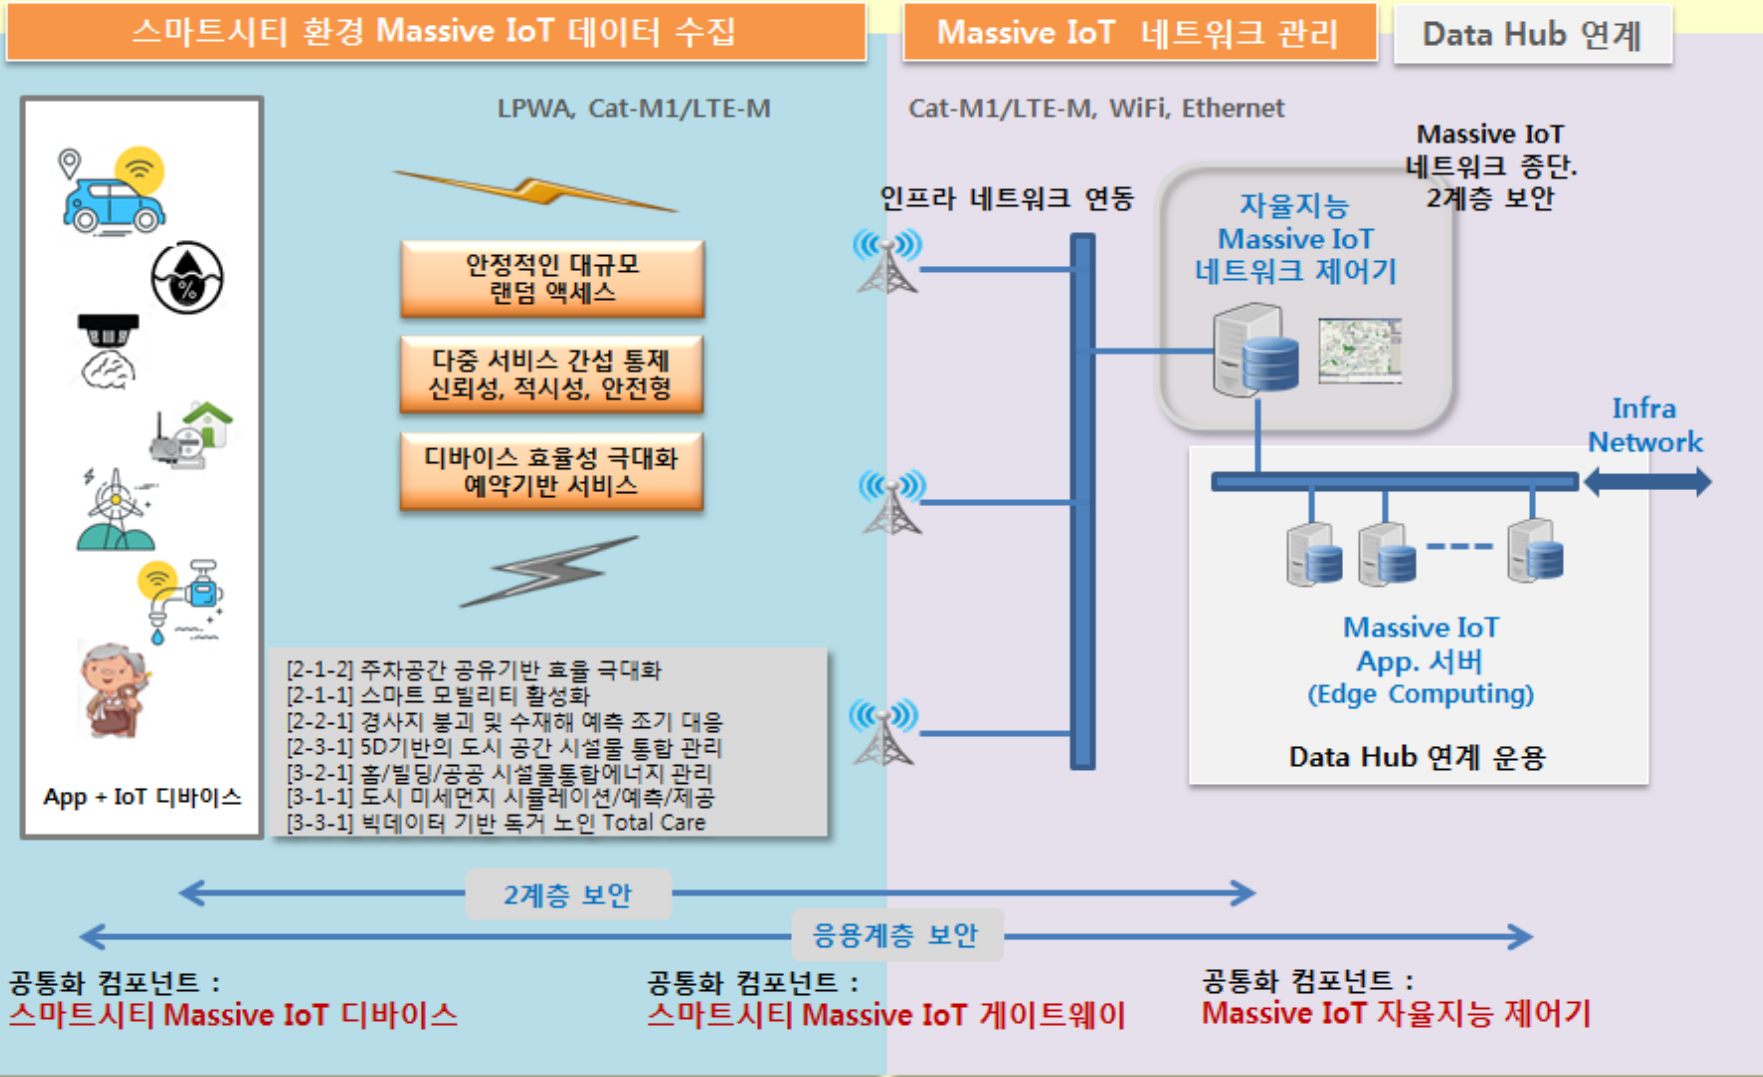 스마트시티 환경 Massive IoT 데이터 수집
Massive IoT 네트워크 관리
Data Hub 연계
LPWA, Cat-M1/LTE-M
Cat-M1/LTE-M, WiFi, Ethernet
Massive IoT
네트워크 종단.
2계층 보안
인프라 네트워크 연동
자율지능
Massive IoT
네트워크 제어기
안정적인 대규모
랜덤 액세스
다중 서비스 간섭 통제
신뢰성, 적시성, 안전형
디바이스 효율성 극대화
예약기반 서비스
%
Infra
Network
Massive IoT
App. 서버
(Edge Computing)
Data Hub 연계 운용
App + IoT 디바이스
[2-1-2] 주차공간 공유기반 효율 극대화
[2-1-1] 스마트 모빌리티 활성화
[2-2-1] 경사지 붕괴 및 수재해 예측 조기 대응
[2-3-1] 5D기반의 도시 공간 시설물 통합 관리
[3-2-1] 홈/빌딩/공공 시설물통합에너지 관리
[3-1-1] 도시 미세먼지 시뮬레이션/예측/제공
[3-3-1] 빅데이터 기반 독거 노인 Total Care
2계층 보안
응용계층 보안
공통화 컴포넌트 :
스마트시티 Massive IoT 디바이스
공통화 컴포넌트 :
스마트시티 Massive IoT 게이트웨이
공통화 컴포넌트 :
Massive IoT 자율지능 제어기